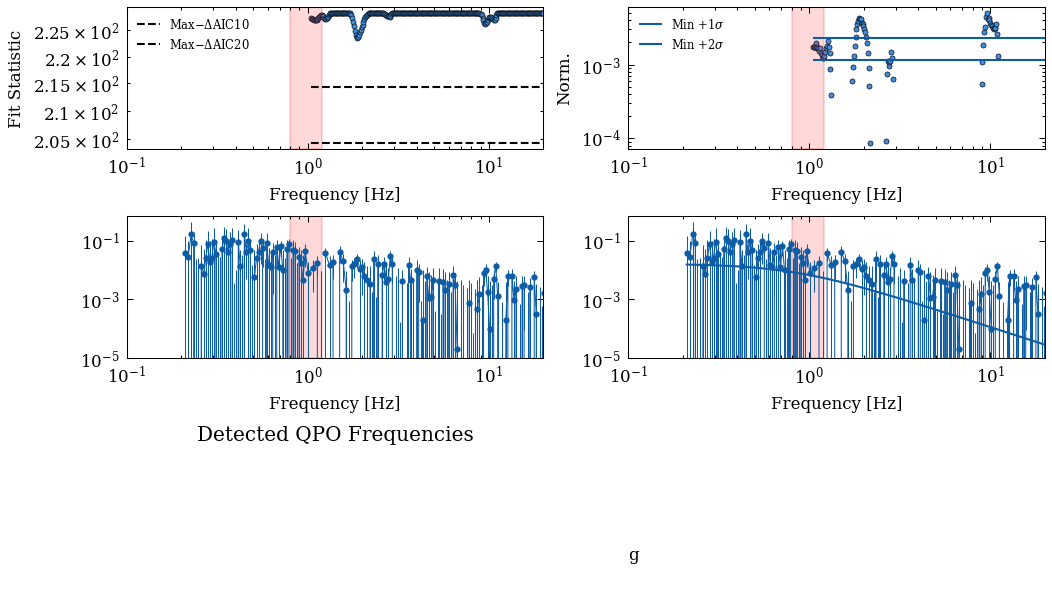 Fit Statistic
2.25 × 10²
2.2 × 10²
2.15 × 10²
2.1 × 10²
2.05 × 10²
Max−ΔAIC10
Max−ΔAIC20
10⁻¹ 10⁰ 10¹
Frequency [Hz]
Norm.
10⁻³
10⁻⁴
Min +1σ
Min +2σ
10⁻¹ 10⁰ 10¹
Frequency [Hz]
10⁻¹
10⁻³
10⁻⁵
10⁻¹ 10⁰ 10¹
Frequency [Hz]
10⁻¹
10⁻³
10⁻⁵
10⁻¹ 10⁰ 10¹
Frequency [Hz]
Detected QPO Frequencies
g